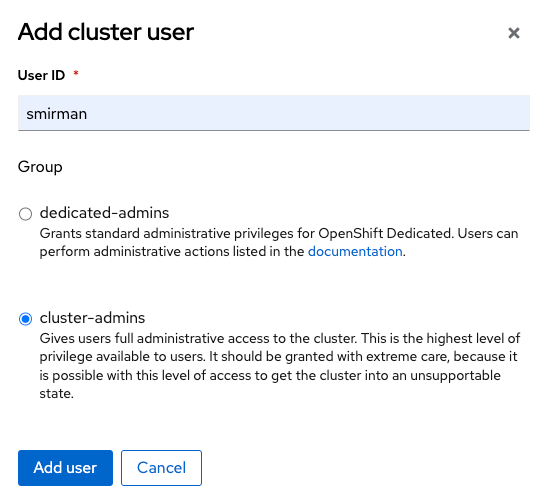 Add cluster user
User ID *
smirman
Group
dedicated-admins
Grants standard administrative privileges for OpenShift Dedicated. Users can
perform administrative actions listed in the documentation.
cluster-admins
Gives users full administrative access to the cluster. This is the highest level of
privilege available to users. It should be granted with extreme care, because it
is possible with this level of access to get the cluster into an unsupportable
state.
Add user
Cancel